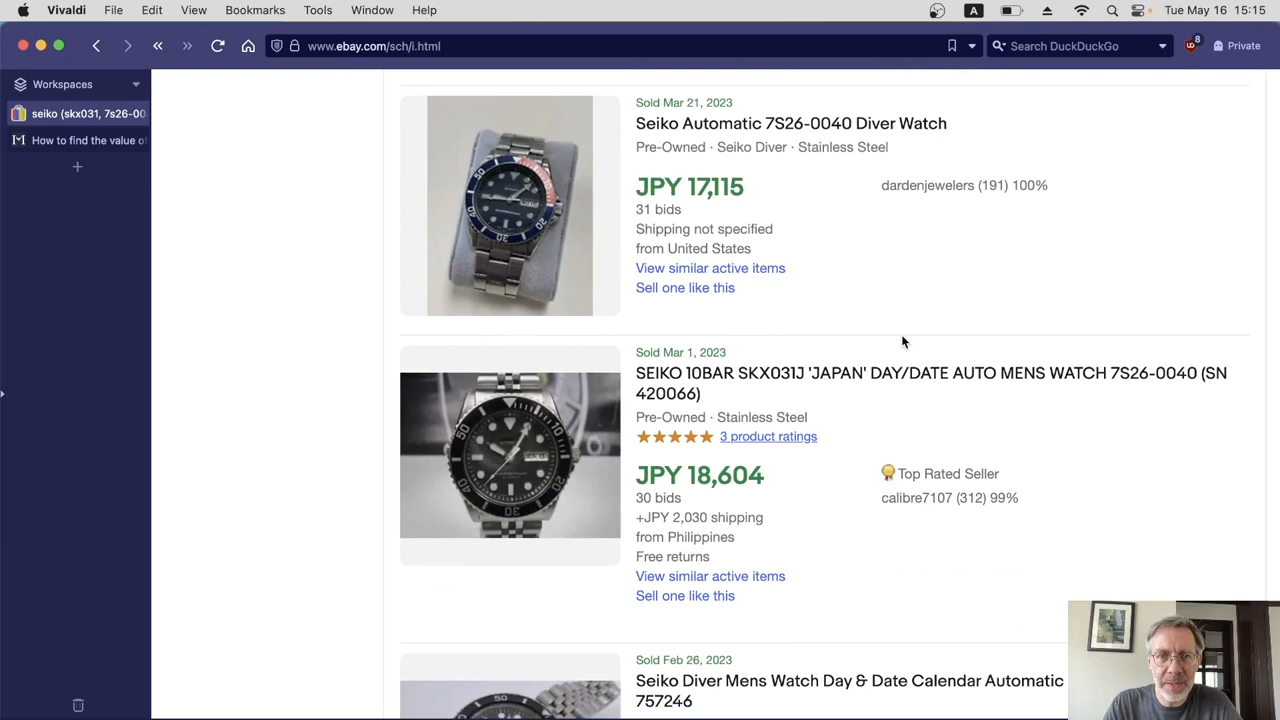 Vivaldi File Edit View Bookmarks Tools Window Help A Tue May 16 15:15
www.ebay.com/sch/i.html Search DuckDuckGo 8 Private
Workspaces
seiko (skx031, 7s26-00
How to find the value of
Sold Mar 21, 2023
Seiko Automatic 7S26-0040 Diver Watch
Pre-Owned · Seiko Diver · Stainless Steel
JPY 17,115
dardenjewelers (191) 100%
31 bids
Shipping not specified
from United States
View similar active items
Sell one like this
Sold Mar 1, 2023
SEIKO 10BAR SKX031J 'JAPAN' DAY/DATE AUTO MENS WATCH 7S26-0040 (SN
420066)
Pre-Owned · Stainless Steel
3 product ratings
JPY 18,604
Top Rated Seller
30 bids
calibre7107 (312) 99%
+JPY 2,030 shipping
from Philippines
Free returns
View similar active items
Sell one like this
Sold Feb 26, 2023
Seiko Diver Mens Watch Day & Date Calendar Automatic
757246